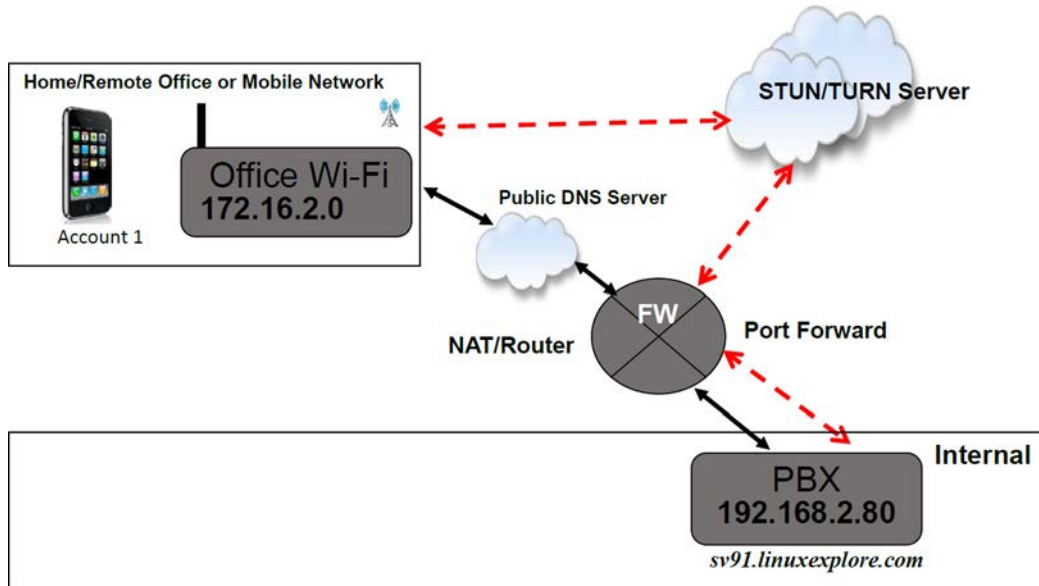 Home/Remote Office or Mobile Network
STUN/TURN Server
Office Wi-Fi
172.16.2.0
Account 1
Public DNS Server
FW
NAT/Router
Port Forward
Internal
PBX
192.168.2.80
sv91.linuxexplore.com